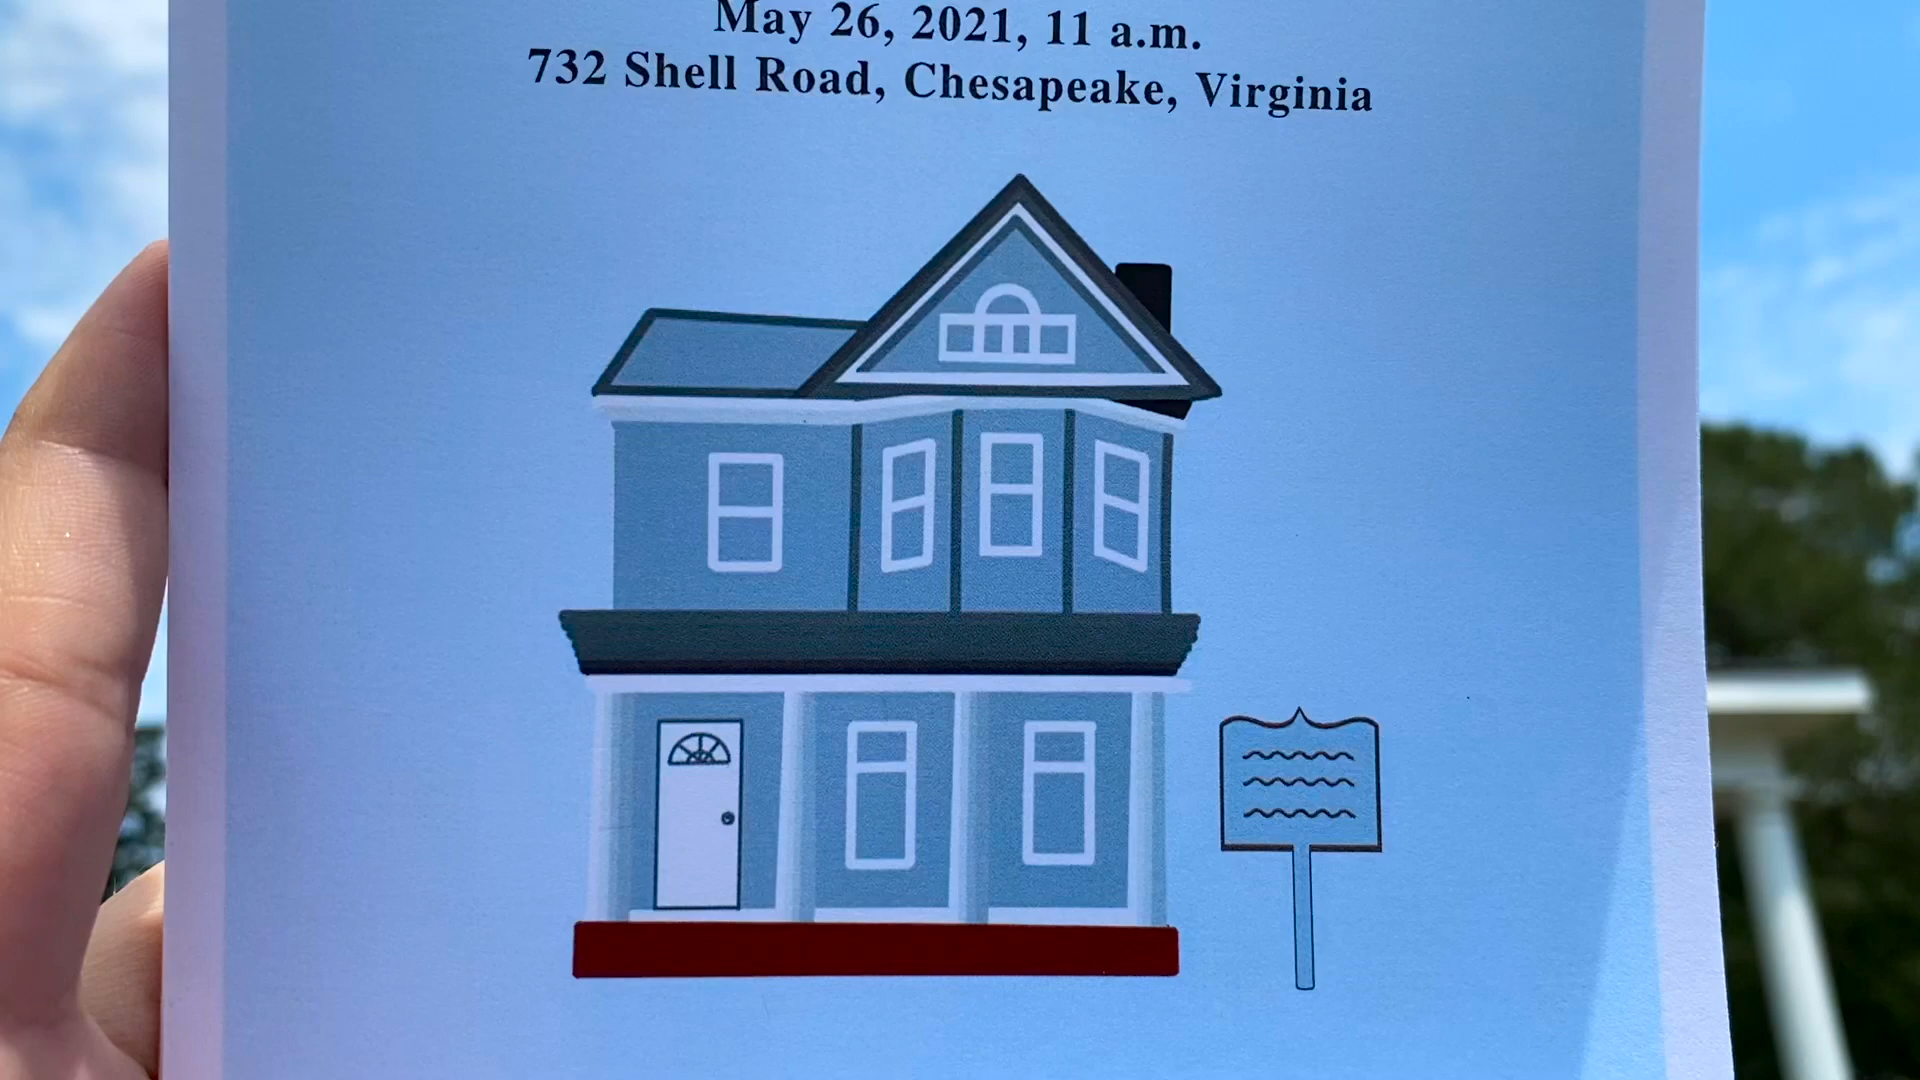 May 26, 2021, 11 a.m.
732 Shell Road, Chesapeake, Virginia